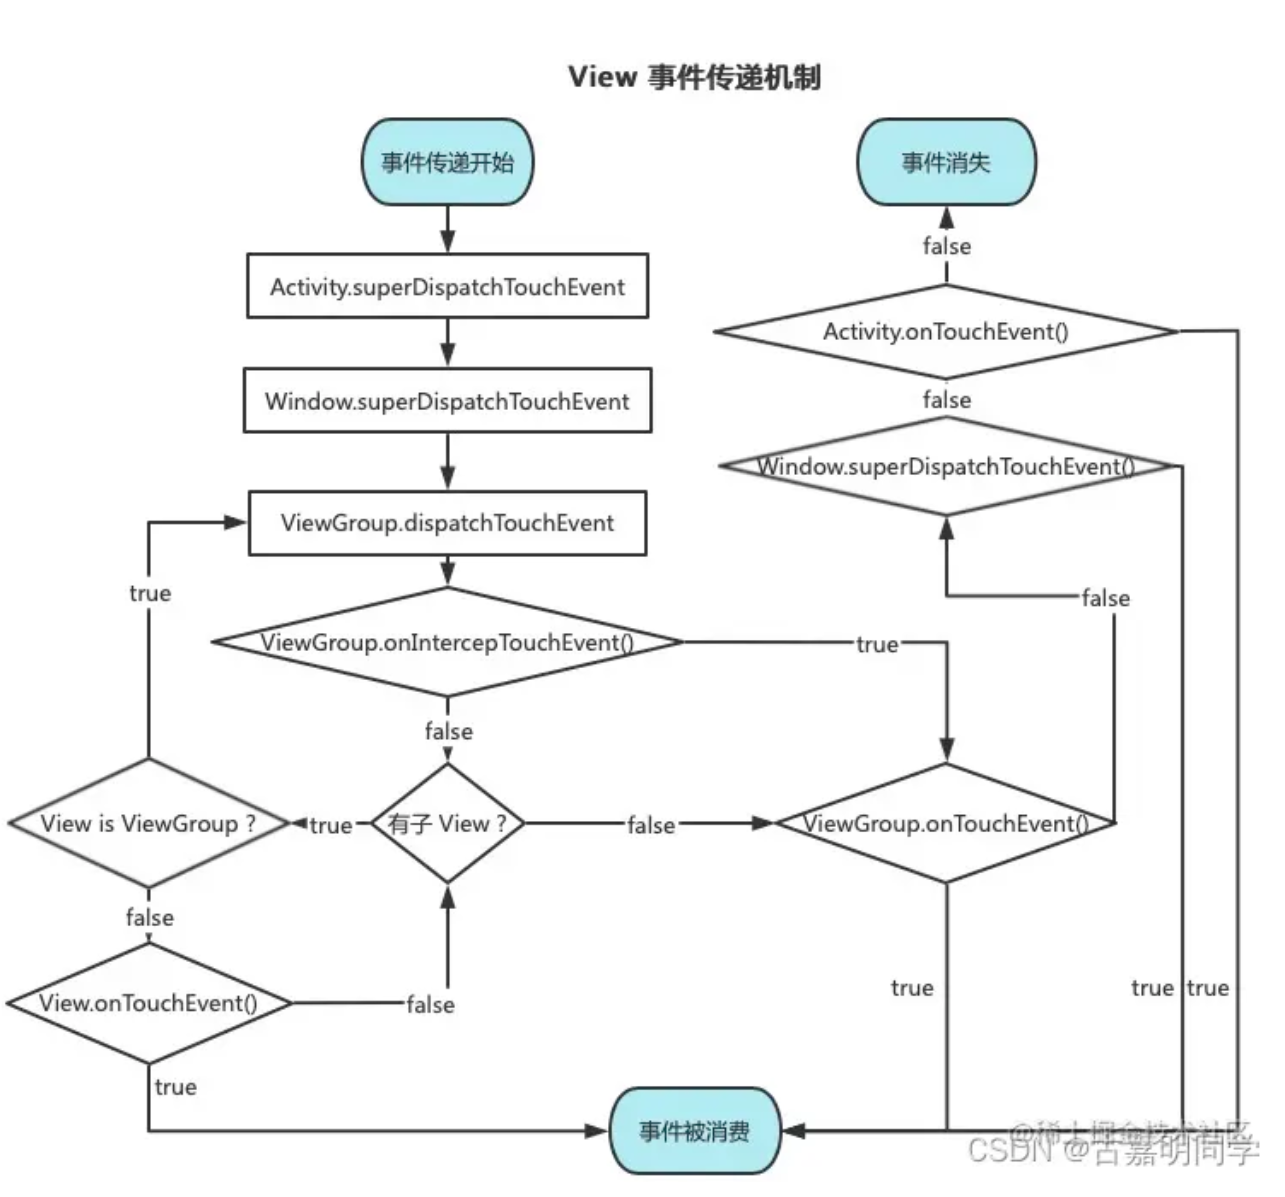 View 事件传递机制
事件传递开始
事件消失
false
Activity.superDispatchTouchEvent
Activity.onTouchEvent()
false
Window.superDispatchTouchEvent
Window.superDispatchTouchEvent()
ViewGroup.dispatchTouchEvent
true
false
ViewGroup.onIntercepTouchEvent()
true
false
View is ViewGroup ?
true
有子 View ?
false
ViewGroup.onTouchEvent()
false
View.onTouchEvent()
false
true
true
true
true
事件被消费
@稀土掘金技术社区
CSDN @古嘉明同学